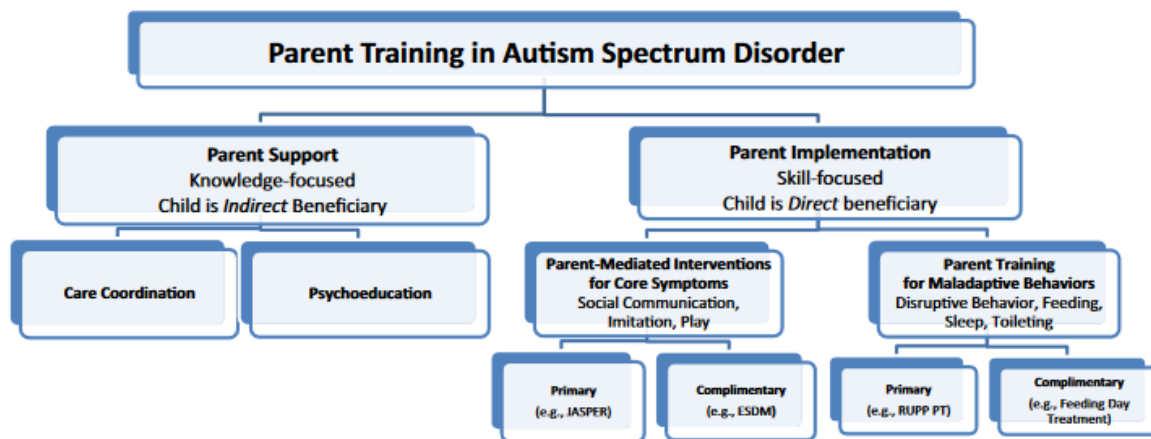 Parent Training in Autism Spectrum Disorder
Parent Support
Knowledge-focused
Child is Indirect Beneficiary
Parent Implementation
Skill-focused
Child is Direct beneficiary
Care Coordination
Psychoeducation
Parent-Mediated Interventions
for Core Symptoms
Social Communication,
Imitation, Play
Parent Training
for Maladaptive Behaviors
Disruptive Behavior, Feeding,
Sleep, Toileting
Primary
(e.g., JASPER)
Complimentary
(e.g., ESDM)
Primary
(e.g., RUPP PT)
Complimentary
(e.g., Feeding Day
Treatment)